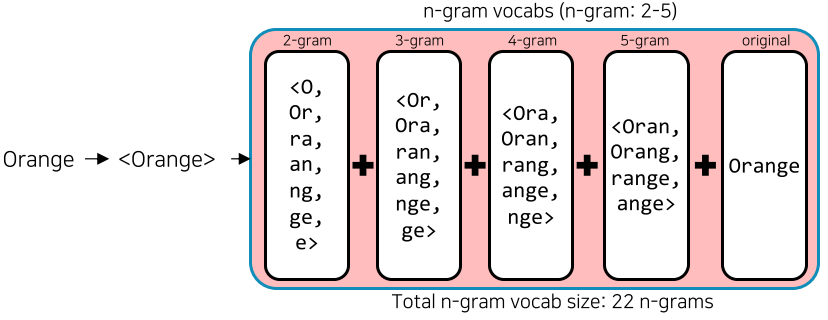 n-gram vocabs (n-gram: 2-5)
2-gram
<O,
Or,
ra,
an,
ng,
ge,
e>
3-gram
<Or,
Ora,
ran,
ang,
nge,
ge>
4-gram
<Ora,
Oran,
rang,
ange,
nge>
5-gram
<Oran,
Orang,
range,
ange>
original
Orange
Orange → <Orange> →
Total n-gram vocab size: 22 n-grams